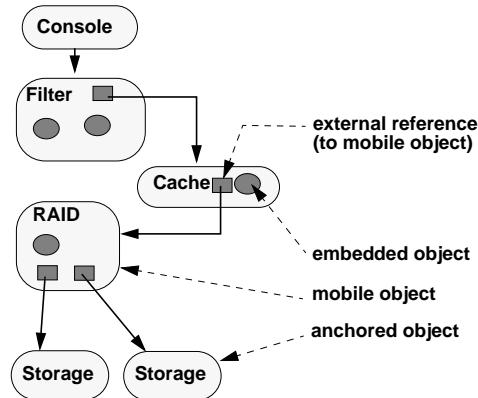 Console
Filter
external reference
(to mobile object)
Cache
RAID
embedded object
mobile object
anchored object
Storage
Storage